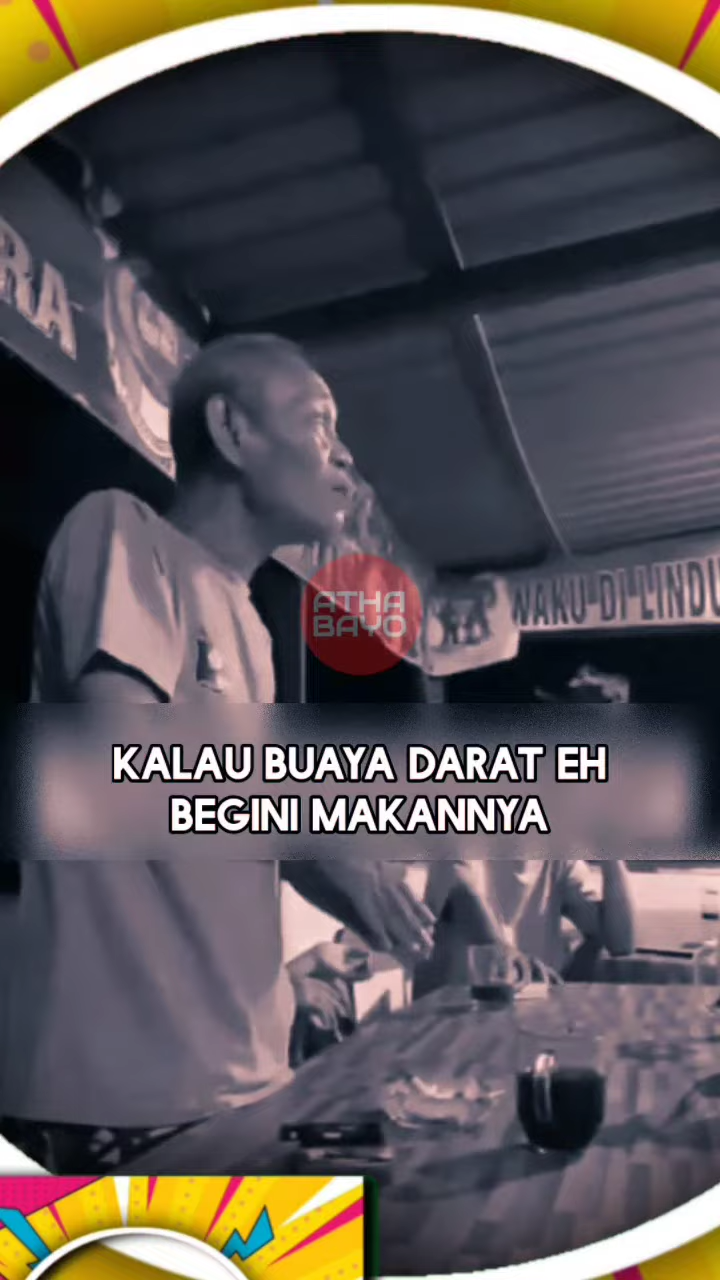 RA
ATHA
BAYO
WAKU DI LINDU
KALAU BUAYA DARAT EH
BEGINI MAKANNYA